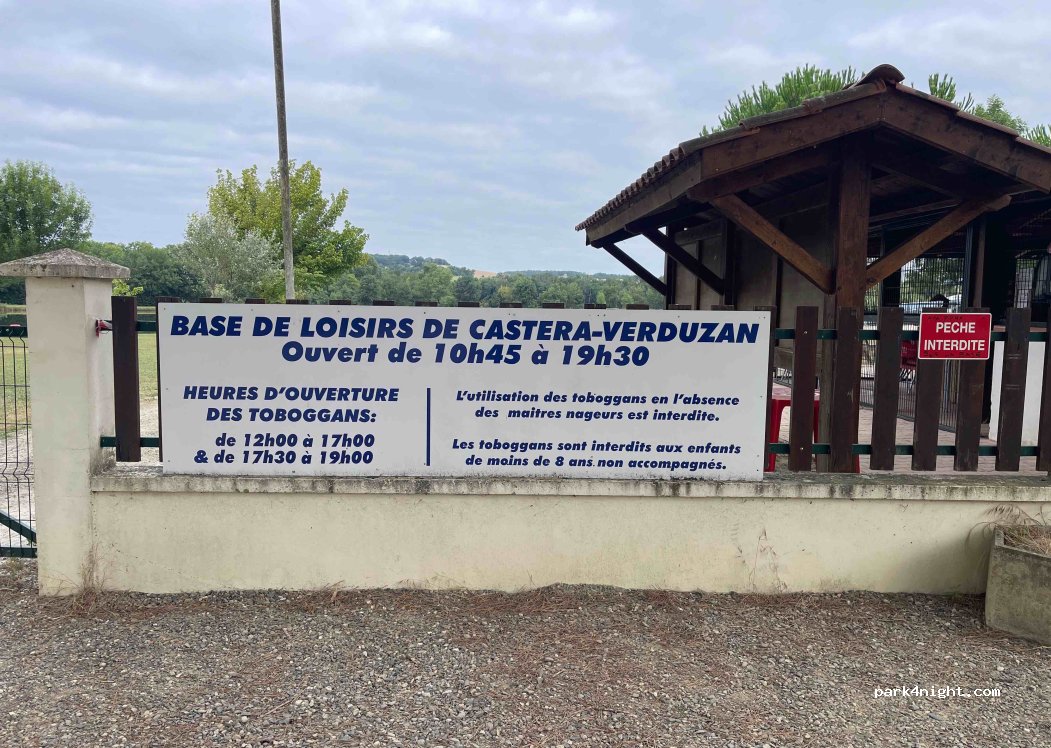 BASE DE LOISIRS DE CASTERA-VERDUZAN
Ouvert de 10h45 à 19h30
HEURES D'OUVERTURE
DES TOBOGGANS:
de 12h00 à 17h00
& de 17h30 à 19h00
L'utilisation des toboggans en l'absence
des maitres nageurs est interdite.
Les toboggans sont interdits aux enfants
de moins de 8 ans non accompagnés.
PECHE
INTERDITE
park4night.com